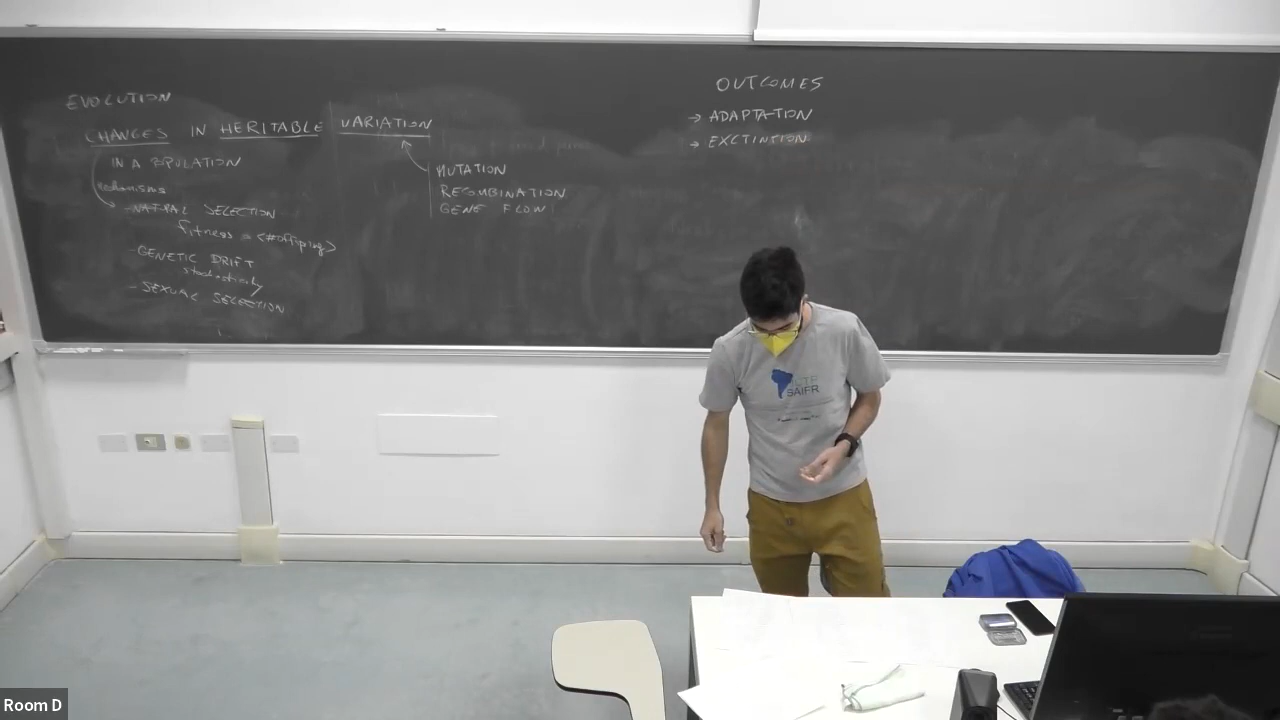 EVOLUTION
CHANGES IN HERITABLE VARIATION
IN A POPULATION
mechanisms
- NATURAL SELECTION
fitness = <#offspring>
- GENETIC DRIFT
stochasticity
- SEXUAL SELECTION
MUTATION
RECOMBINATION
GENE FLOW
OUTCOMES
→ ADAPTATION
→ EXCTINTION
ICTP
SAIFR
Room D